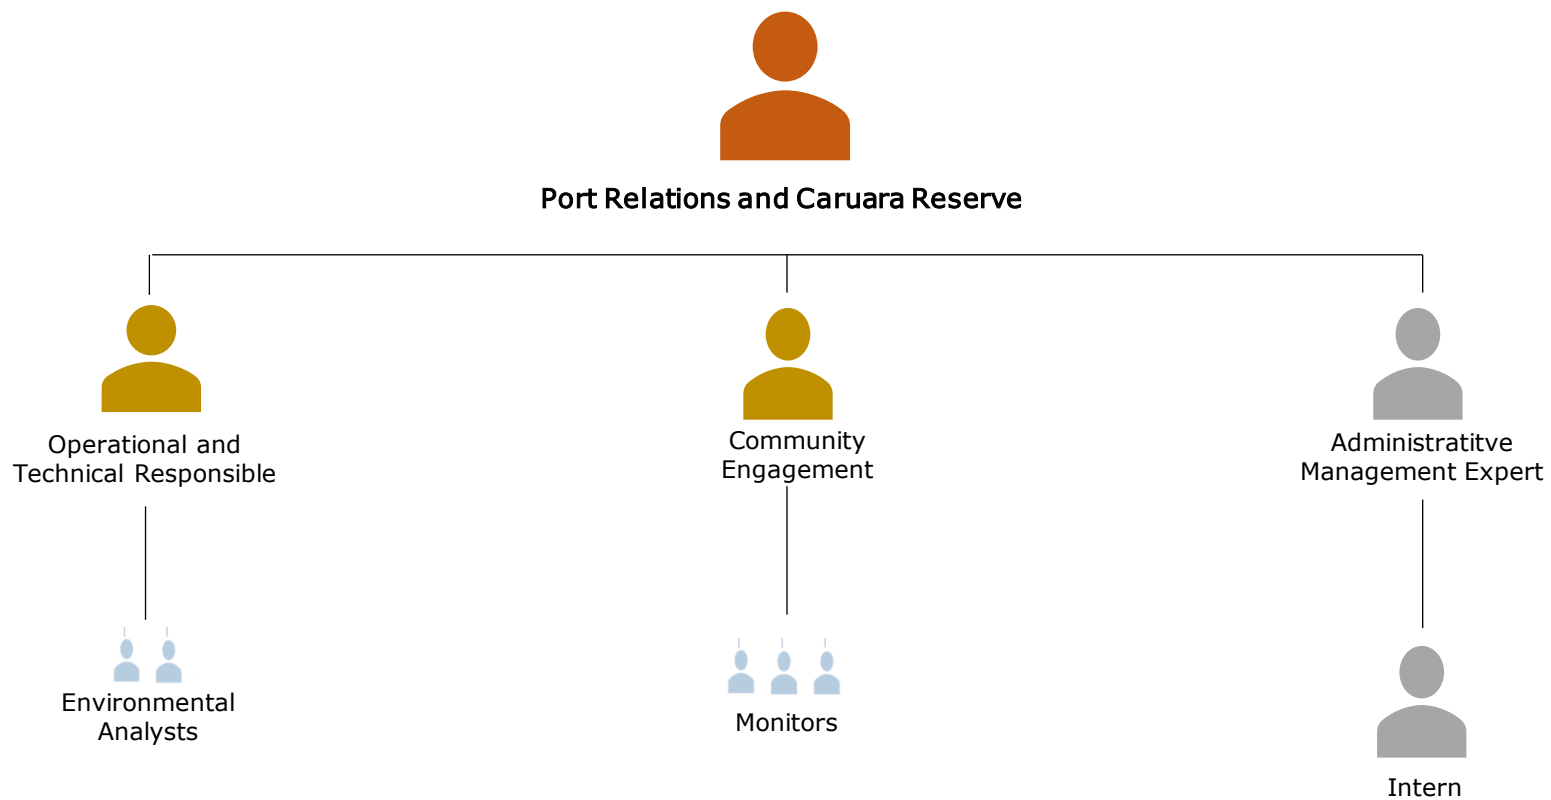 Port Relations and Caruara Reserve
Operational and
Technical Responsible
Community
Engagement
Administratitve
Management Expert
Environmental
Analysts
Monitors
Intern